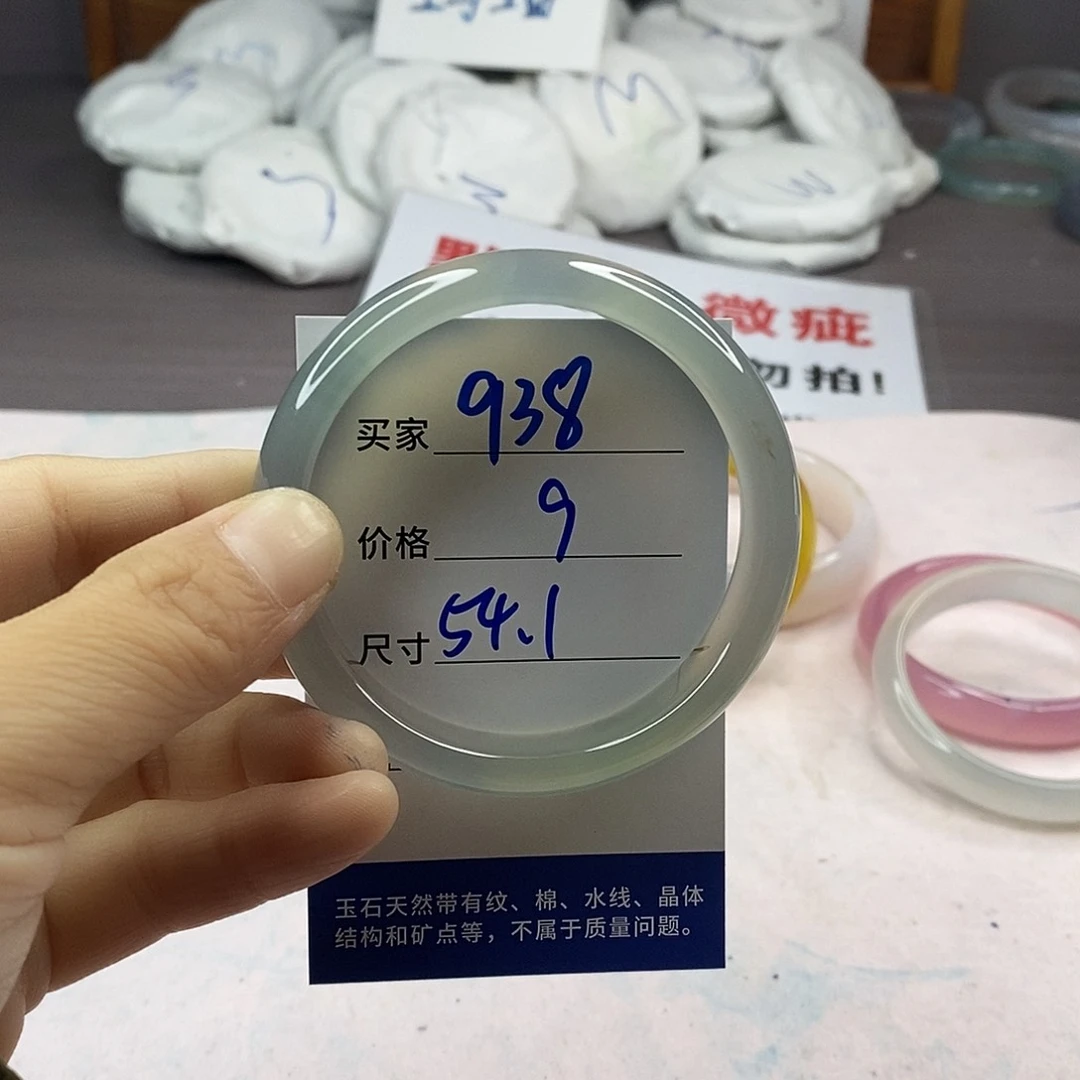 微疵
勿拍!
买家 938
价格 9
尺寸 54.1
玉石天然带有纹、棉、水线、晶体
结构和矿点等，不属于质量问题。